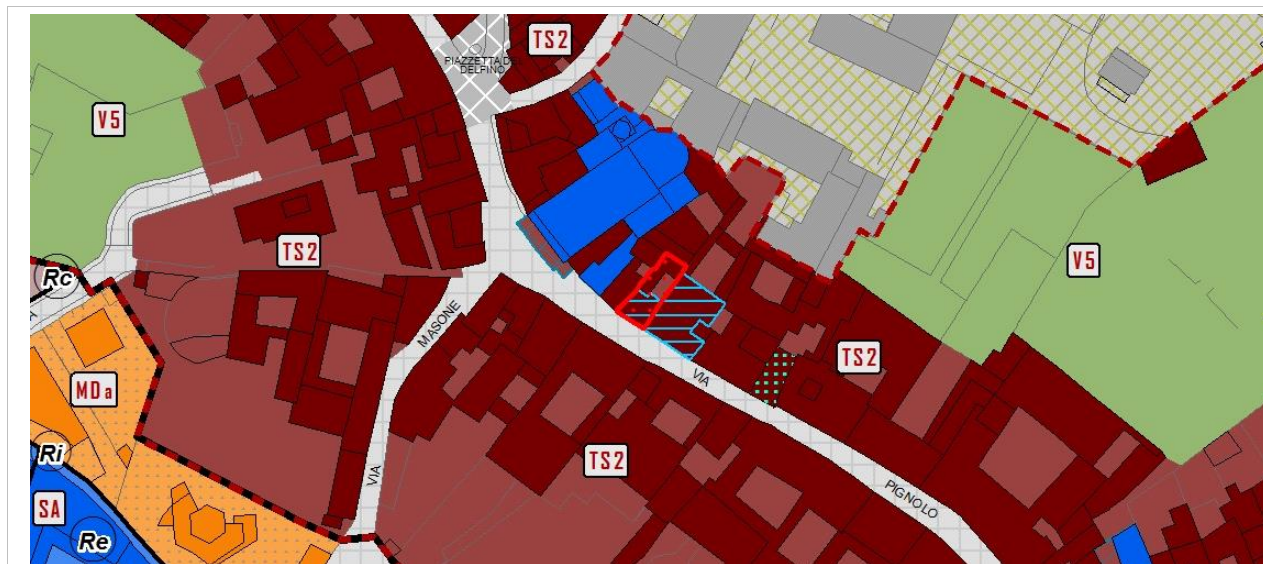 TS2
PIAZZETTA DEL
DELFINO
V5
TS2
Rc
MASONE
VIA
V5
TS2
MDa
VIA
TS2
Ri
PIGNOLO
SA
Re